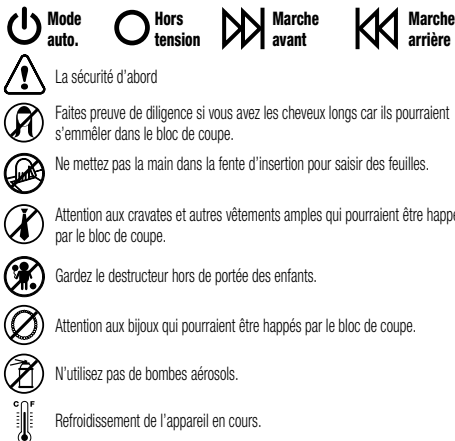 Mode auto.
Hors tension
Marche avant
Marche arrière
La sécurité d'abord
Faites preuve de diligence si vous avez les cheveux longs car ils pourraient
s'emmêler dans le bloc de coupe.
Ne mettez pas la main dans la fente d'insertion pour saisir des feuilles.
Attention aux cravates et autres vêtements amples qui pourraient être happé
par le bloc de coupe.
Gardez le destructeur hors de portée des enfants.
Attention aux bijoux qui pourraient être happés par le bloc de coupe.
N'utilisez pas de bombes aérosols.
C F
Refroidissement de l'appareil en cours.